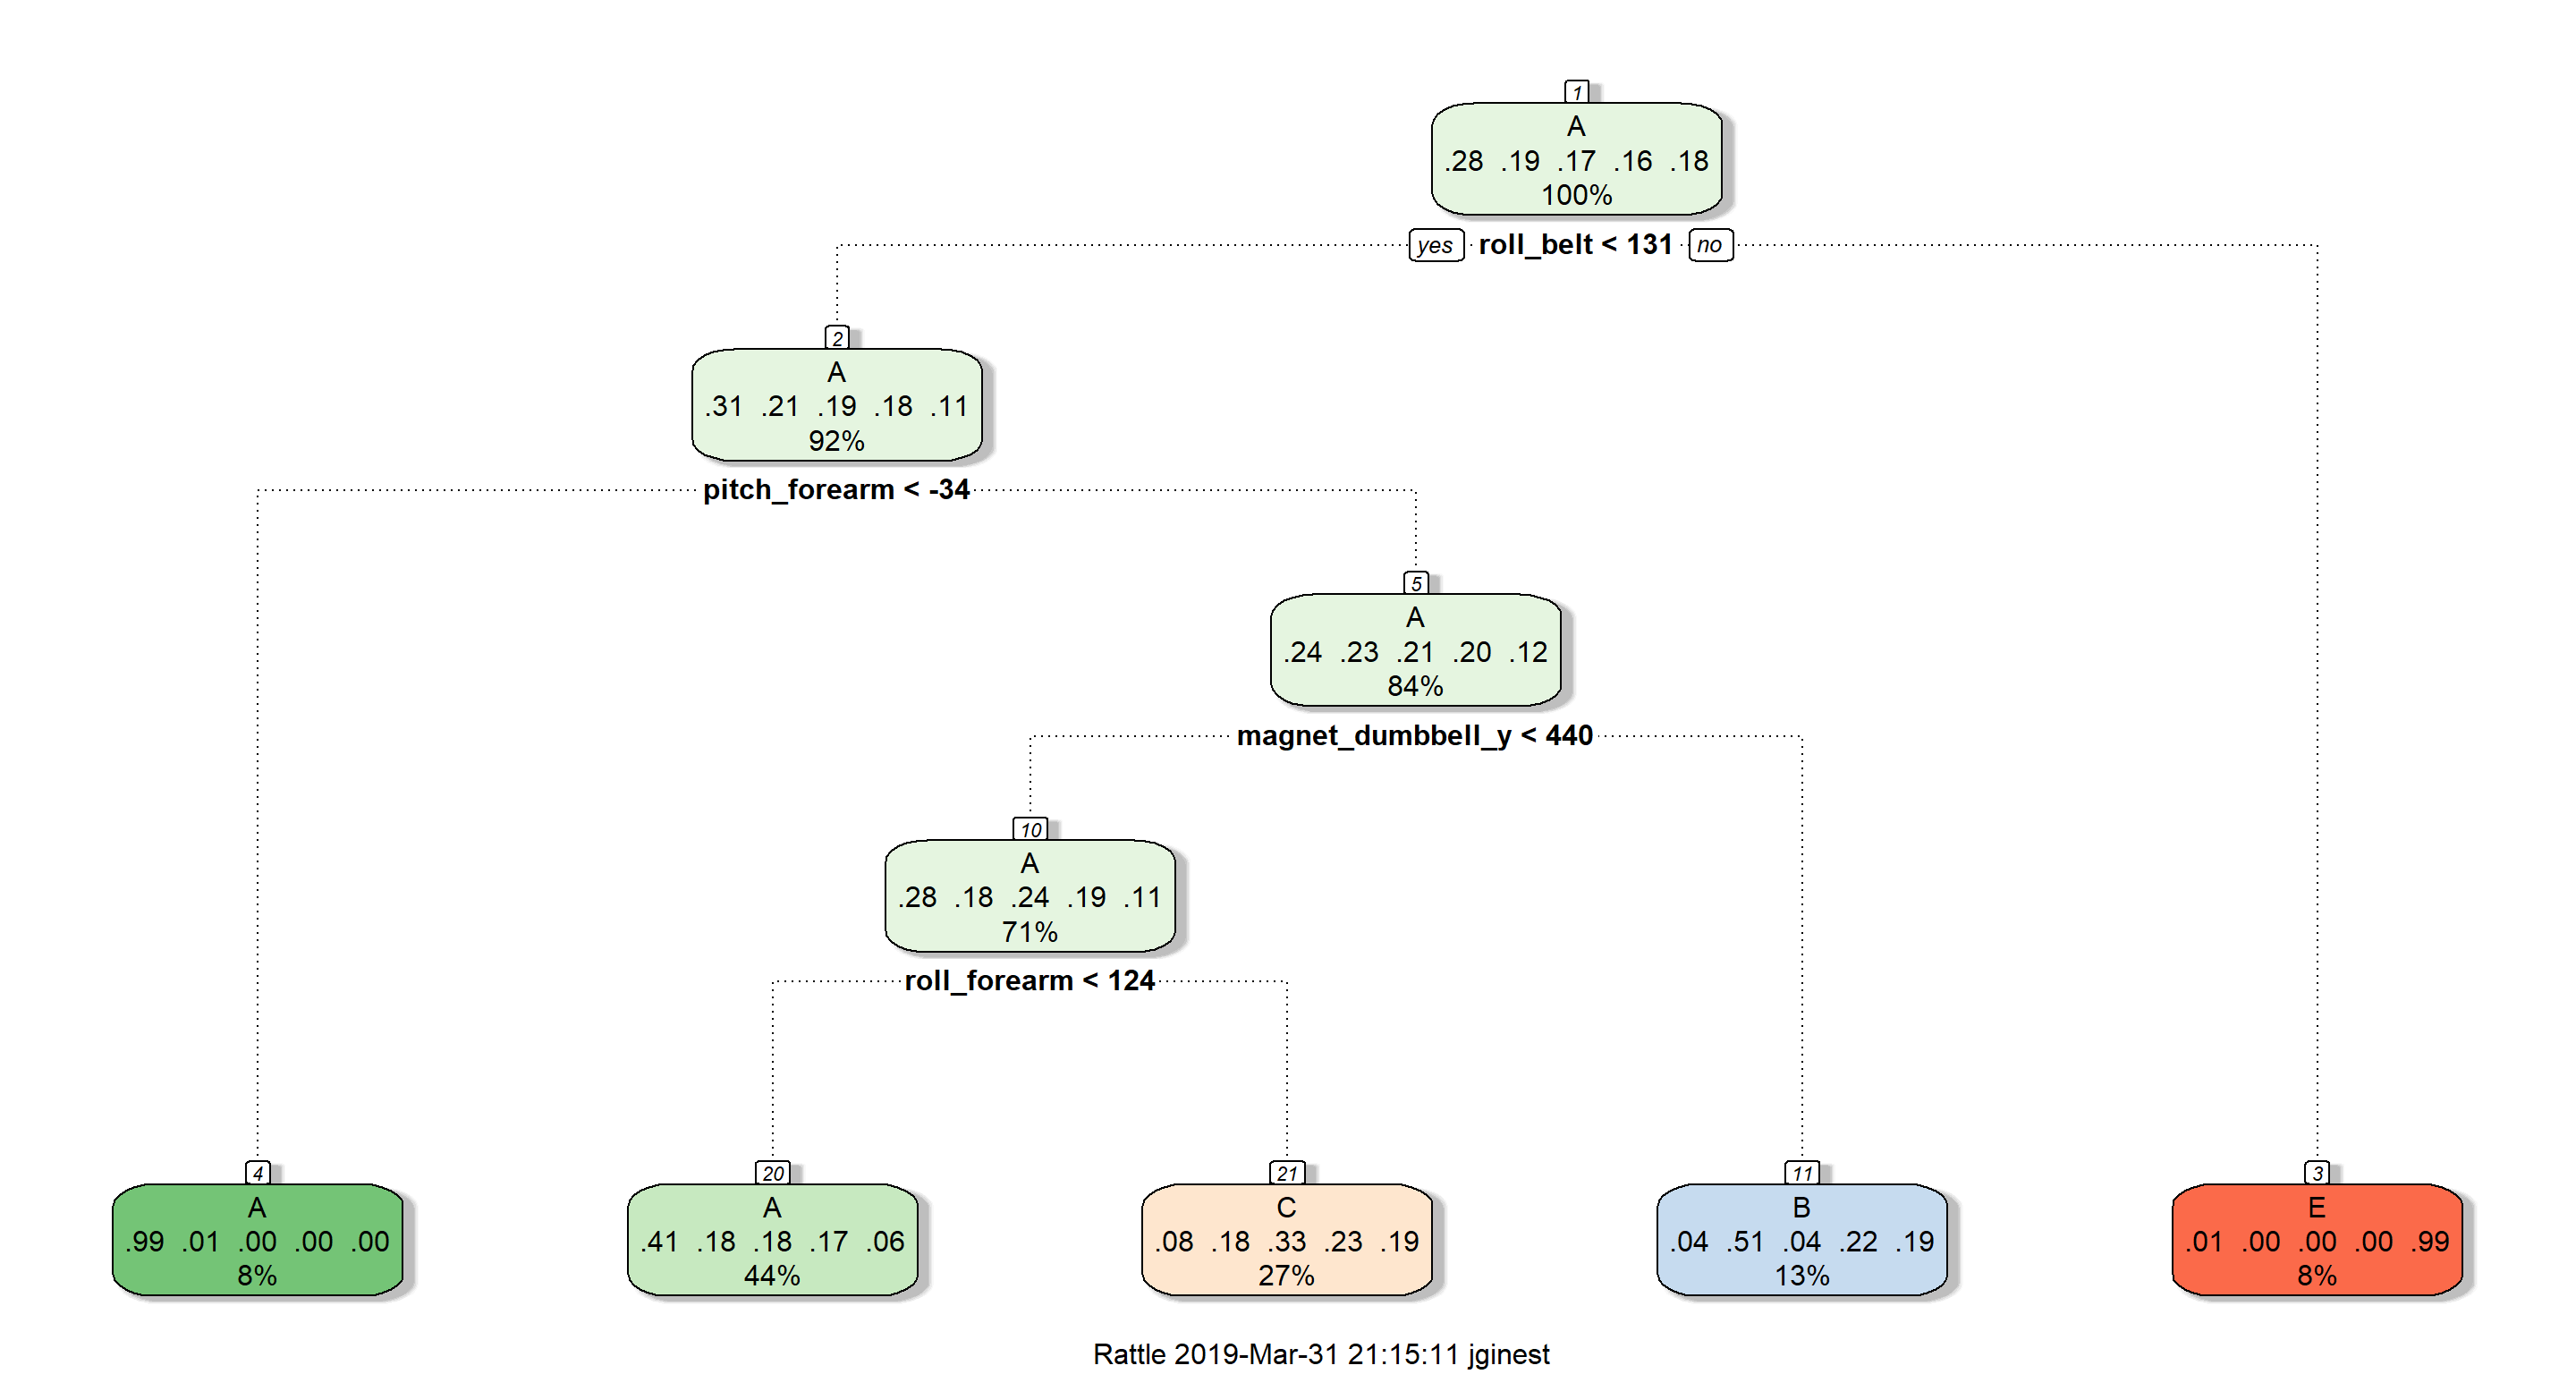 1
A
.28 .19 .17 .16 .18
100%
yes roll_belt < 131 no
2
A
.31 .21 .19 .18 .11
92%
pitch_forearm < -34
5
A
.24 .23 .21 .20 .12
84%
magnet_dumbbell_y < 440
10
A
.28 .18 .24 .19 .11
71%
roll_forearm < 124
4
A
.99 .01 .00 .00 .00
8%
20
A
.41 .18 .18 .17 .06
44%
21
C
.08 .18 .33 .23 .19
27%
11
B
.04 .51 .04 .22 .19
13%
3
E
.01 .00 .00 .00 .99
8%
Rattle 2019-Mar-31 21:15:11 jginest